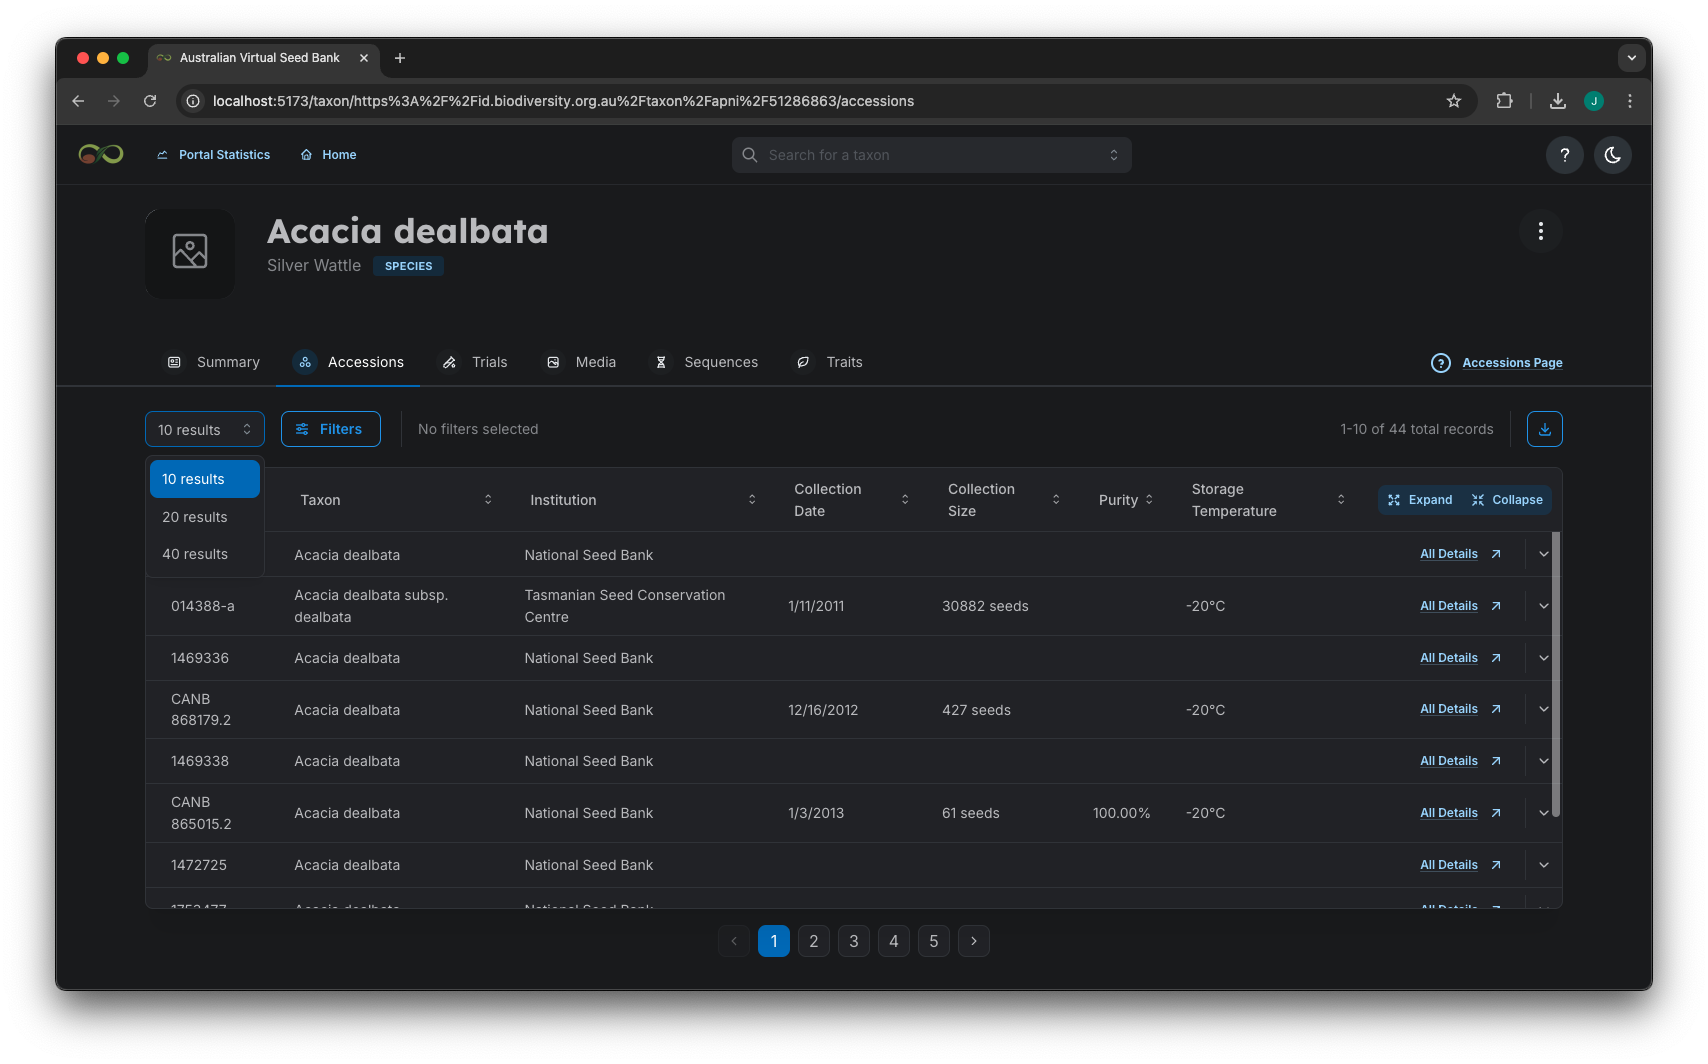 Australian Virtual Seed Bank
localhost:5173/taxon/https%3A%2F%2Fid.biodiversity.org.au%2Ftaxon%2Fapni%2F51286863/accessions
J
Portal Statistics Home Search for a taxon ?
Acacia dealbata
Silver Wattle SPECIES
Summary Accessions Trials Media Sequences Traits ? Accessions Page
10 results Filters No filters selected 1-10 of 44 total records
10 results
20 results
40 results
Taxon Institution Collection Date Collection Size Purity Storage Temperature Expand Collapse
Acacia dealbata National Seed Bank All Details
014388-a Acacia dealbata subsp. dealbata Tasmanian Seed Conservation Centre 1/11/2011 30882 seeds -20°C All Details
1469336 Acacia dealbata National Seed Bank All Details
CANB 868179.2 Acacia dealbata National Seed Bank 12/16/2012 427 seeds -20°C All Details
1469338 Acacia dealbata National Seed Bank All Details
CANB 865015.2 Acacia dealbata National Seed Bank 1/3/2013 61 seeds 100.00% -20°C All Details
1472725 Acacia dealbata National Seed Bank All Details
Acacia dealbata National Seed Bank All Details
1 2 3 4 5